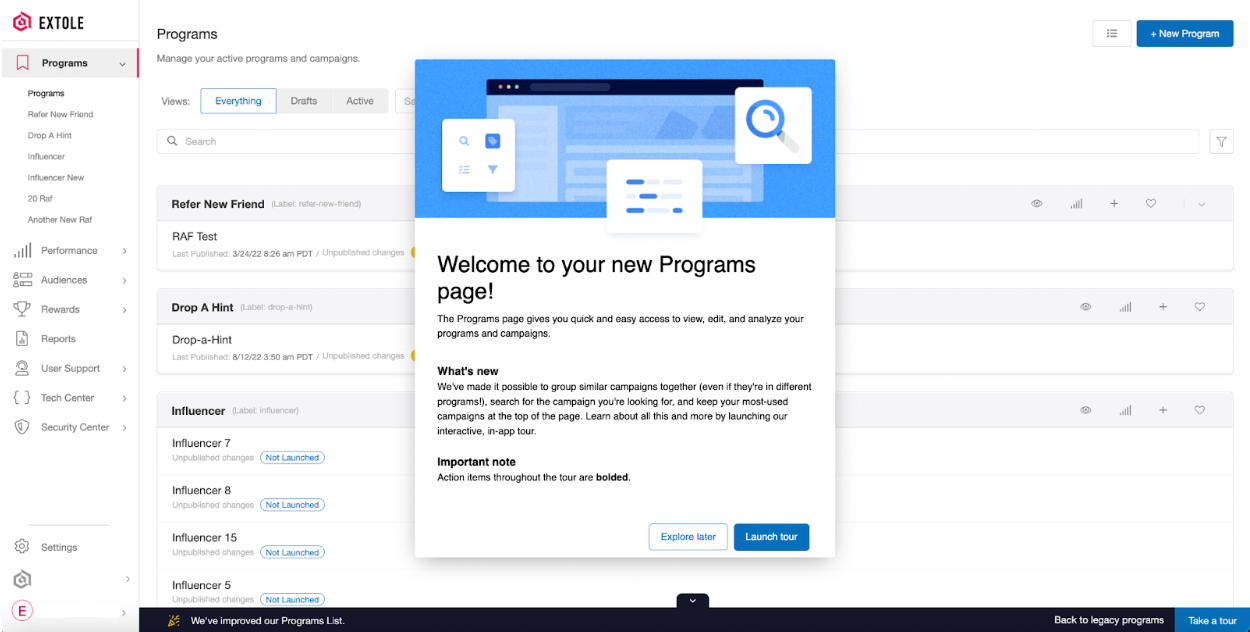 EXTOLE
Programs
Programs
Refer New Friend
Drop A Hint
Influencer
Influencer New
20 Raf
Another New Raf
Performance
Audiences
Rewards
Reports
User Support
Tech Center
Security Center
Settings
E
Programs
+ New Program
Manage your active programs and campaigns.
Views: Everything Drafts Active
Search
Refer New Friend (Label: refer-new-friend)
RAF Test
Last Published: 3/24/22 8:26 am PDT / Unpublished changes
Drop A Hint (Label: drop-a-hint)
Drop-a-Hint
Last Published: 8/12/22 3:50 am PDT / Unpublished changes
Influencer (Label: influencer)
Influencer 7
Unpublished changes Not Launched
Influencer 8
Unpublished changes Not Launched
Influencer 15
Unpublished changes Not Launched
Influencer 5
Unpublished changes Not Launched
Welcome to your new Programs
page!
The Programs page gives you quick and easy access to view, edit, and analyze your
programs and campaigns.
What's new
We've made it possible to group similar campaigns together (even if they're in different
programs!), search for the campaign you're looking for, and keep your most-used
campaigns at the top of the page. Learn about all this and more by launching our
interactive, in-app tour.
Important note
Action items throughout the tour are bolded.
Explore later Launch tour
We've improved our Programs List.
Back to legacy programs Take a tour